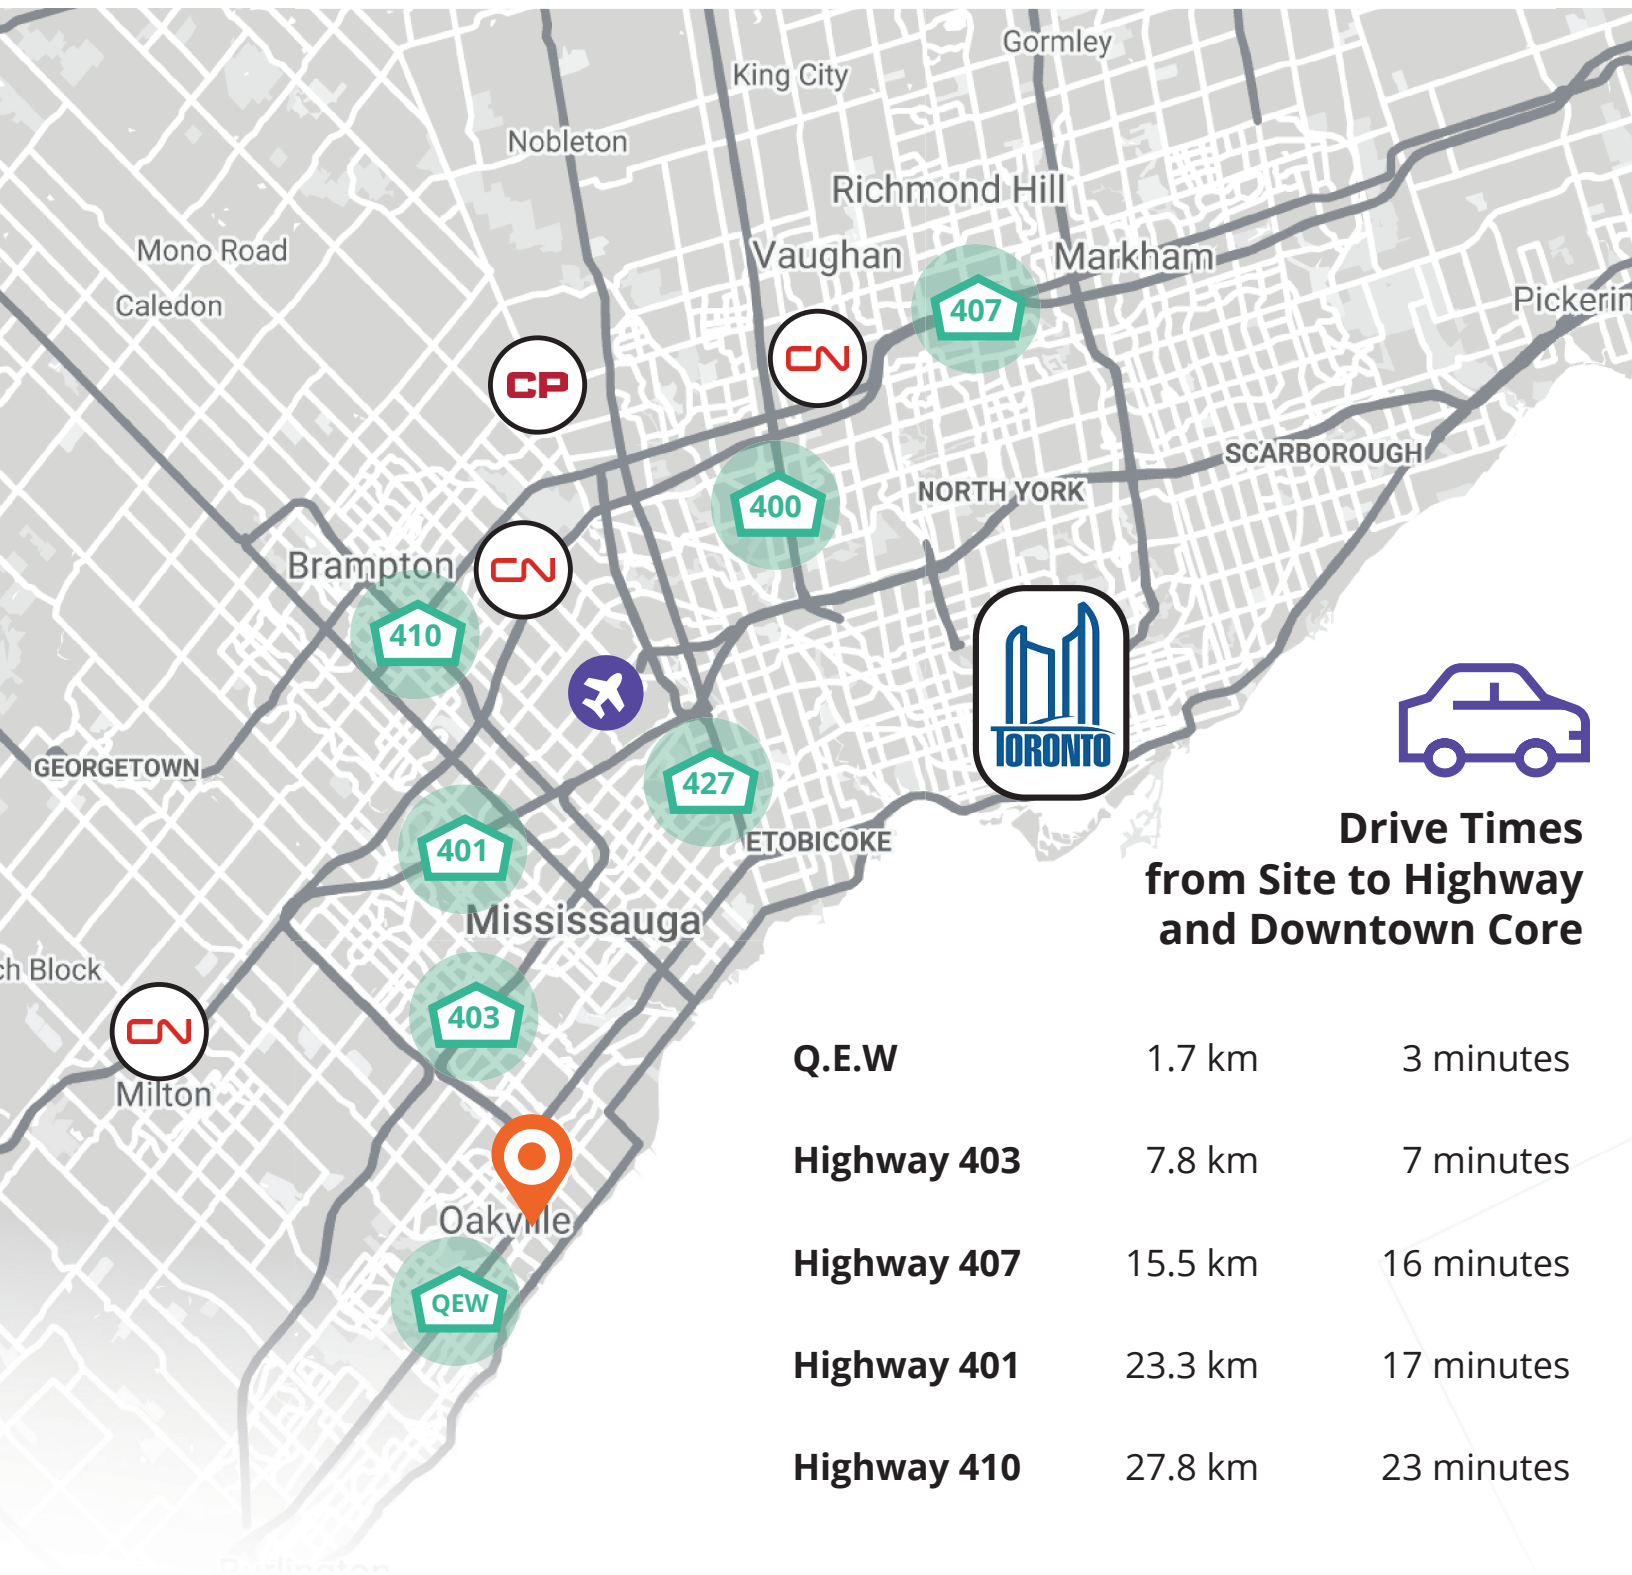 Gormley
King City
Nobleton
Richmond Hill
Vaughan
Markham
Mono Road
Caledon
Pickerin
407
CN
CP
SCARBOROUGH
NORTH YORK
400
Brampton
CN
410
TORONTO
GEORGETOWN
427
ETOBICOKE
401
Mississauga
ch Block
403
CN
Milton
Oakville
QEW
Burlington
Drive Times
from Site to Highway
and Downtown Core
Q.E.W 1.7 km 3 minutes
Highway 403 7.8 km 7 minutes
Highway 407 15.5 km 16 minutes
Highway 401 23.3 km 17 minutes
Highway 410 27.8 km 23 minutes